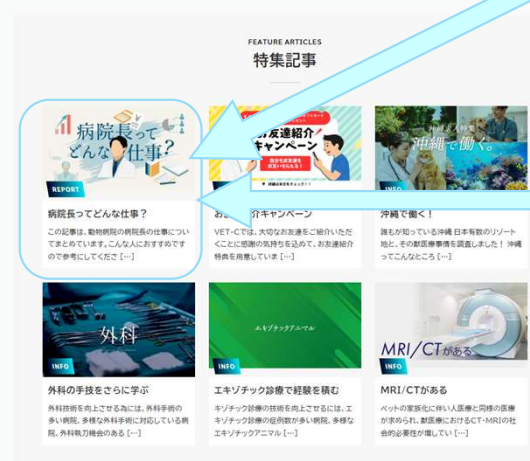 FEATURE ARTICLES
特集記事
病院長って
どんな仕事?
REPORT
病院長ってどんな仕事?
この記事は、動物病院の病院長の仕事につい
てまとめています。こんな人におすすめです
ので参考にしてくださ [...]
お友達紹介
キャンペーン
介キャンペーン
VET-Cでは、大切なお友達をご紹介いただ
くことに感謝の気持ちを込めて、お友達紹介
特典を用意していま [...]
沖縄で働く。
INFO
沖縄で働く!
誰もが知っている沖縄 日本有数のリゾート
地と、その獣医療事情を調査しました! 沖縄
ってこんなところ [...]
外科
INFO
外科の手技をさらに学ぶ
外科技術を向上させる為には、外科手術の
多い病院、多様な外科手術に対応している病
院、外科執刀機会のある [...]
エキゾチックアニマル
INFO
エキゾチック診療で経験を積む
キゾチック診療の技術を向上させるには、エ
キゾチック診療の症例数が多い病院、多様な
エキゾチックアニマル [...]
MRI/CTがある
INFO
MRI/CTがある
ペットの家族化に伴い人医療と同様の医療
が求められ、獣医療におけるCT・MRIの社
会的必要性が増してい [...]